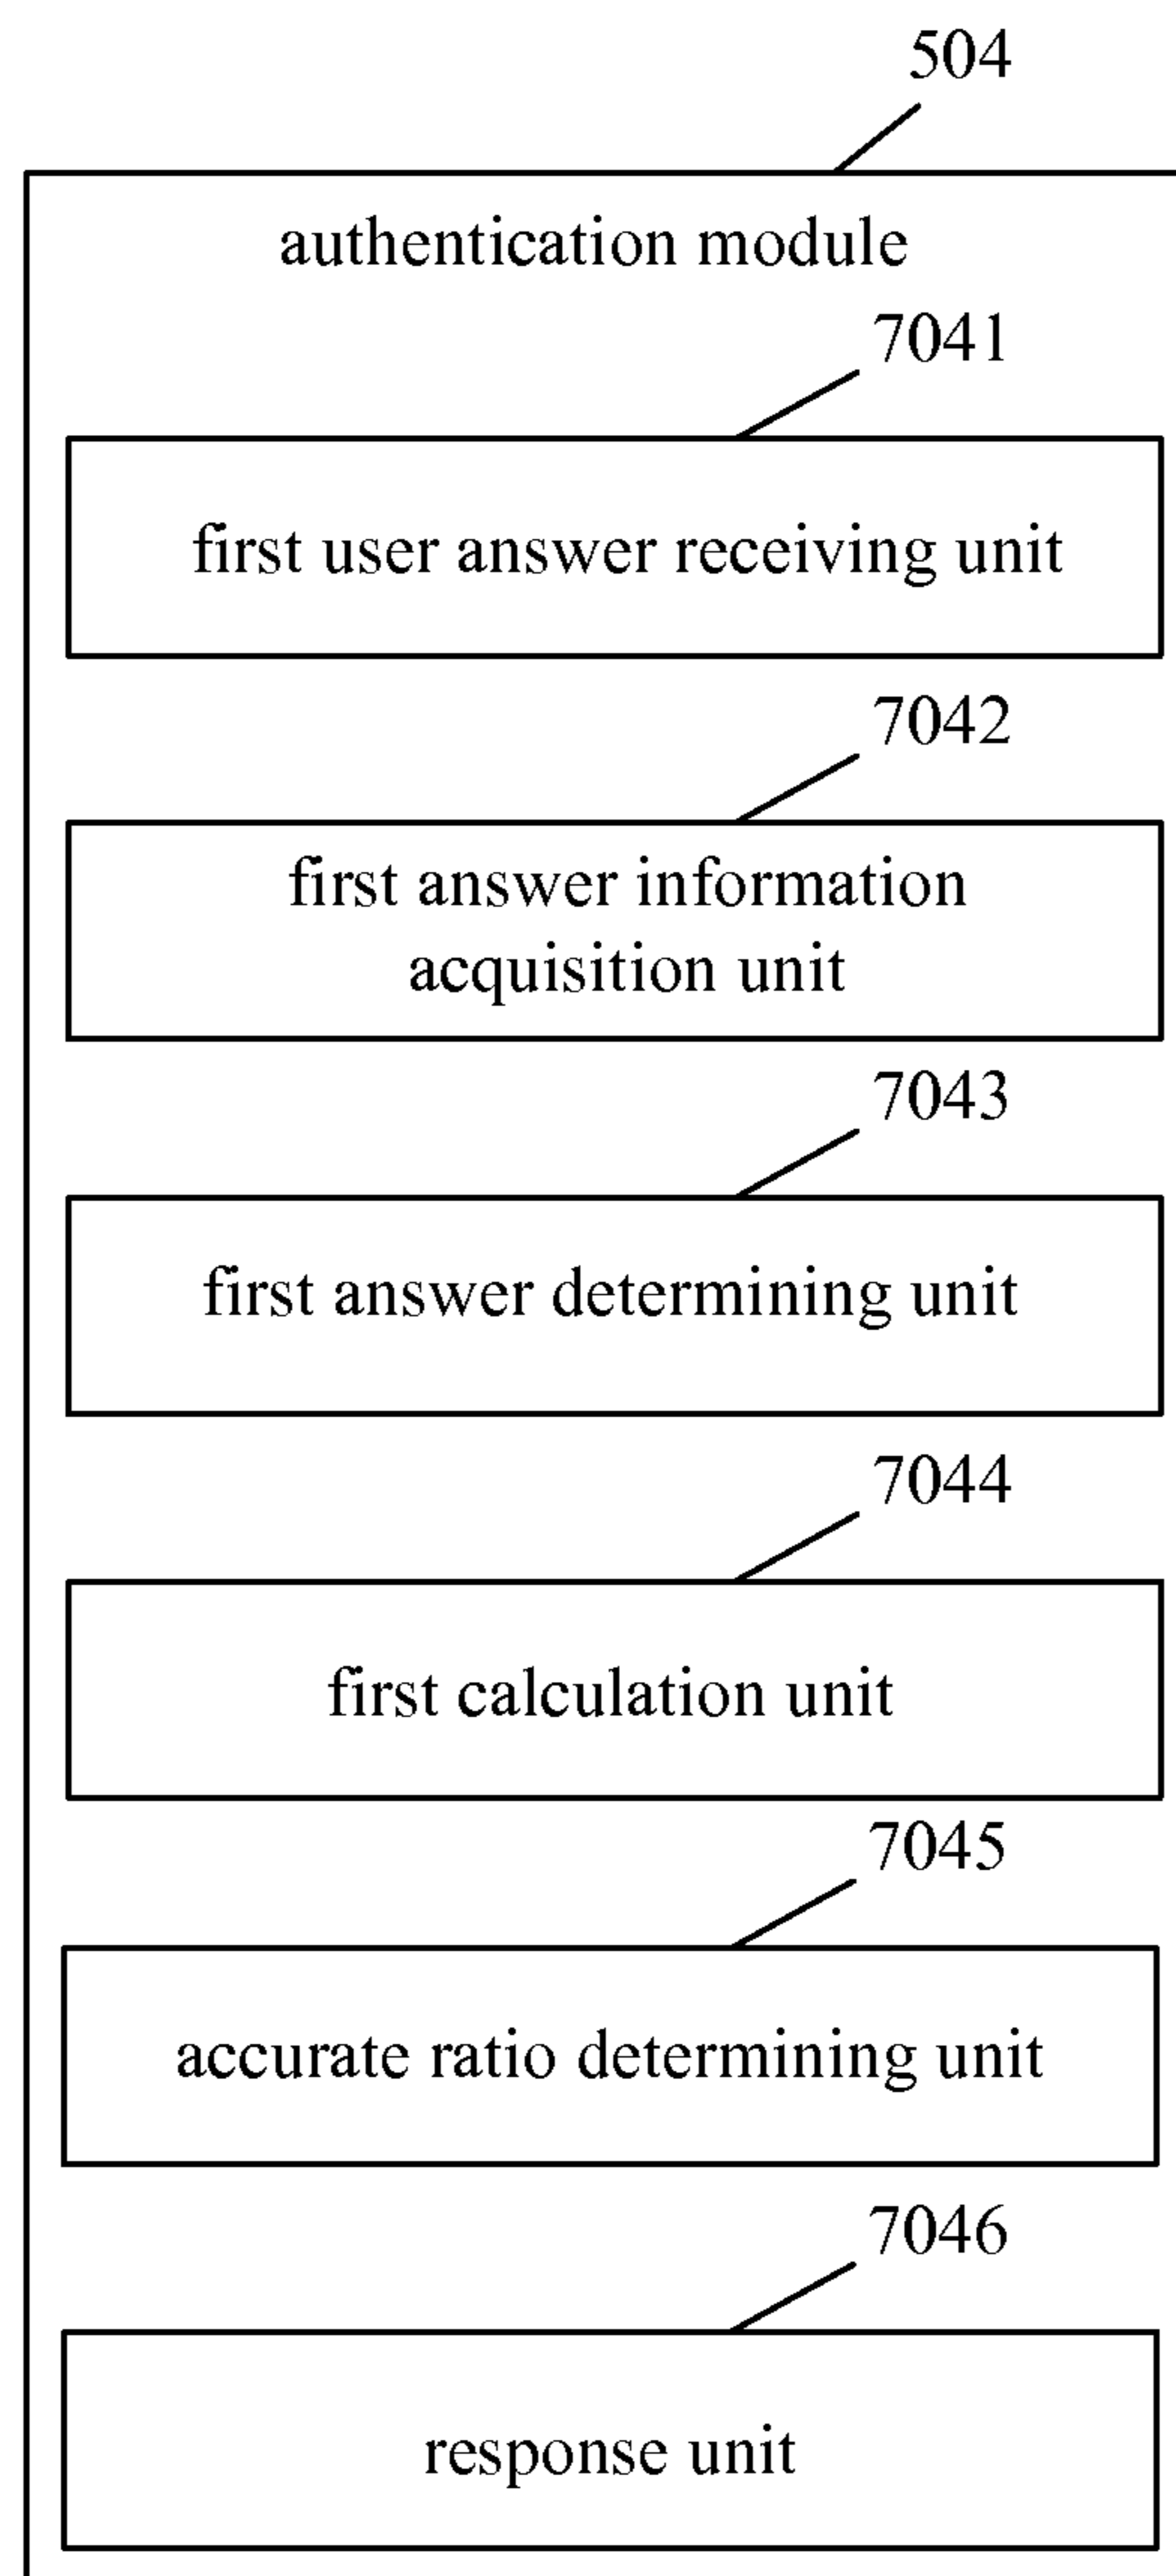 504
authentication module
7041
first user answer receiving unit
7042
first answer information
acquisition unit
7043
first answer determining unit
7044
first calculation unit
7045
accurate ratio determining unit
7046
response unit